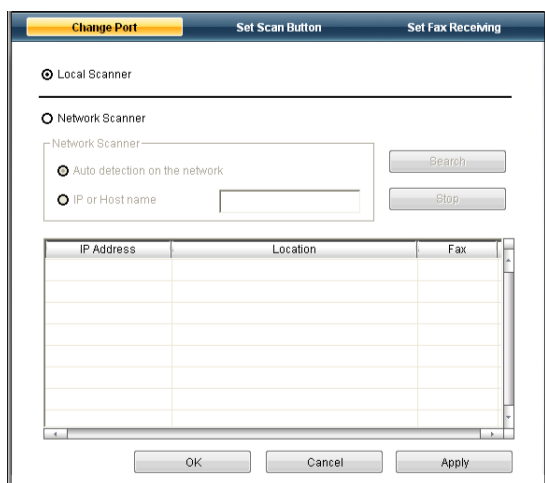 Change Port Set Scan Button Set Fax Receiving
Local Scanner
Network Scanner
Network Scanner
Auto detection on the network
Search
IP or Host name
Stop
IP Address Location Fax
OK Cancel Apply